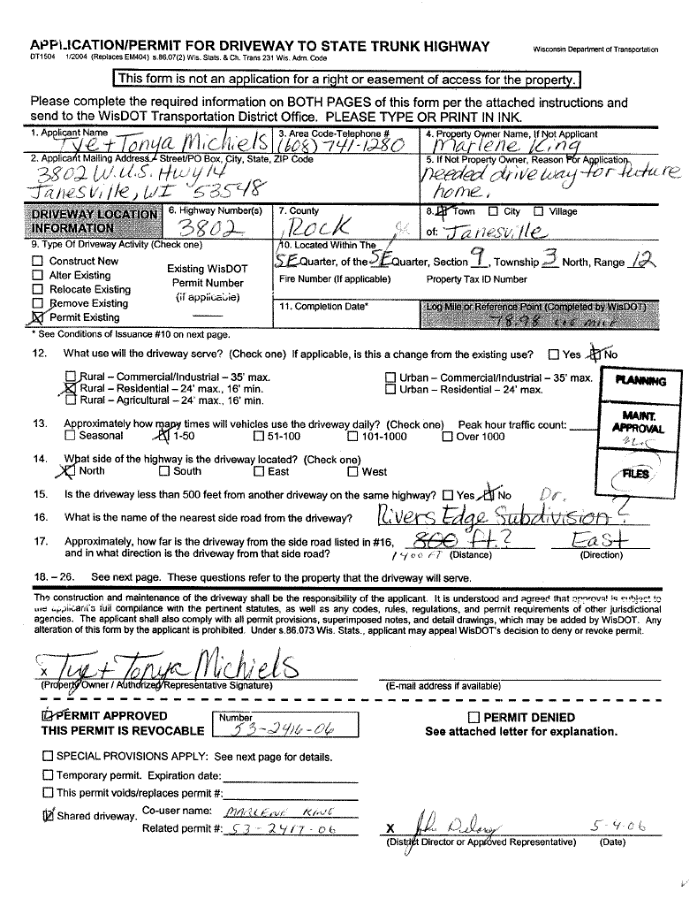 APPLICATION/PERMIT FOR DRIVEWAY TO STATE TRUNK HIGHWAY
Wisconsin Department of Transportation
DT1504 1/2004 (Replaces EM404) s.86.07(2) Wis. Stats. & Ch. Trans 231 Wis. Adm. Code
This form is not an application for a right or easement of access for the property.
Please complete the required information on BOTH PAGES of this form per the attached instructions and
send to the WisDOT Transportation District Office. PLEASE TYPE OR PRINT IN INK.
1. Applicant Name
Tye + Tonya Michiels
3. Area Code-Telephone #
(608) 741-1280
4. Property Owner Name, If Not Applicant
Marlene King
2. Applicant Mailing Address - Street/PO Box, City, State, ZIP Code
3802 W. U.S. Hwy 14
Janesville, WI 53548
5. If Not Property Owner, Reason For Application
needed driveway for future
home.
DRIVEWAY LOCATION
INFORMATION
6. Highway Number(s)
3802
7. County
Rock
8. Town City Village
of: Janesville
9. Type Of Driveway Activity (Check one)
Construct New
Alter Existing
Relocate Existing
Remove Existing
Permit Existing
Existing WisDOT
Permit Number
(if applicable)
10. Located Within The
SE Quarter, of the SE Quarter, Section 9, Township 3 North, Range 12
Fire Number (If applicable) Property Tax ID Number
11. Completion Date*
Log Mile or Reference Point (Completed by WisDOT)
78.98 LOG MILE
* See Conditions of Issuance #10 on next page.
12. What use will the driveway serve? (Check one) If applicable, is this a change from the existing use? Yes No
Rural – Commercial/Industrial – 35' max.
Rural – Residential – 24' max., 16' min.
Rural – Agricultural – 24' max., 16' min.
Urban – Commercial/Industrial – 35' max.
Urban – Residential – 24' max.
PLANNING
MAINT.
APPROVAL
FILES
13. Approximately how many times will vehicles use the driveway daily? (Check one) Peak hour traffic count:
Seasonal 1-50 51-100 101-1000 Over 1000
14. What side of the highway is the driveway located? (Check one)
North South East West
15. Is the driveway less than 500 feet from another driveway on the same highway? Yes No
Dr.
16. What is the name of the nearest side road from the driveway? Rivers Edge Subdivision ?
17. Approximately, how far is the driveway from the side road listed in #16, 800 ft.? East
and in what direction is the driveway from that side road? 1400 FT (Distance) (Direction)
18. – 26. See next page. These questions refer to the property that the driveway will serve.
The construction and maintenance of the driveway shall be the responsibility of the applicant. It is understood and agreed that approval is subject to
the applicant's full compliance with the pertinent statutes, as well as any codes, rules, regulations, and permit requirements of other jurisdictional
agencies. The applicant shall also comply with all permit provisions, superimposed notes, and detail drawings, which may be added by WisDOT. Any
alteration of this form by the applicant is prohibited. Under s.86.073 Wis. Stats., applicant may appeal WisDOT's decision to deny or revoke permit.
X Tye + Tonya Michiels
(Property Owner / Authorized Representative Signature)
(E-mail address if available)
PERMIT APPROVED
THIS PERMIT IS REVOCABLE
Number
53-2416-06
PERMIT DENIED
See attached letter for explanation.
SPECIAL PROVISIONS APPLY: See next page for details.
Temporary permit. Expiration date:
This permit voids/replaces permit #:
Shared driveway. Co-user name: MARLENE KING
Related permit #: 53-2417-06
X 5-4-06
(District Director or Approved Representative) (Date)